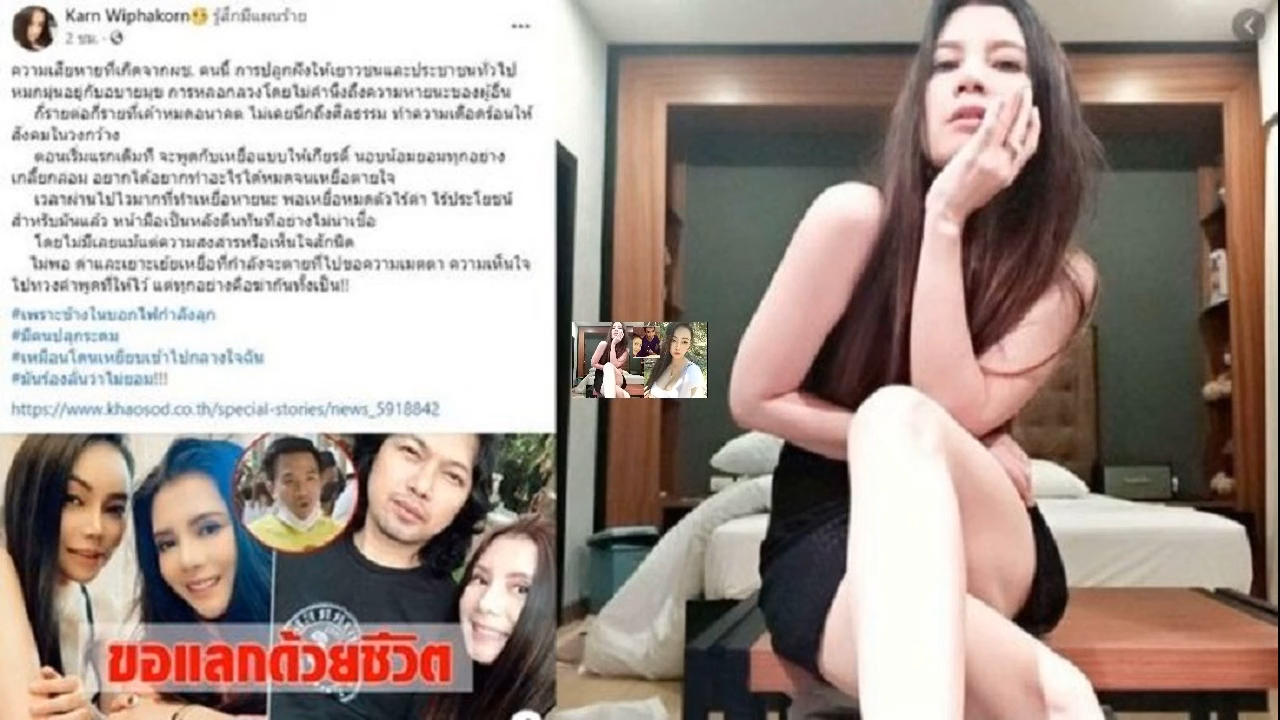 Karn Wiphakorn รู้สึกมีแผนร้าย
2 ชม.
ความเสียหายที่เกิดจากผช. คนนี้ การปลูกฝังให้เยาวชนและประชาชนทั่วไป
หมกมุ่นอยู่กับอบายมุข การหลอกลวงโดยไม่คำนึงถึงความหายนะของผู้อื่น
กี่รายต่อกี่รายที่เค้าหมดอนาคต ไม่เคยนึกถึงศีลธรรม ทำความเดือดร้อนให้
สังคมในวงกว้าง
ตอนเริ่มแรกเดิมที จะพูดกับเหยื่อแบบให้เกียรติ์ นอบน้อมยอมทุกอย่าง
เกลี้ยกล่อม อยากได้อยากทำอะไรได้หมดจนเหยื่อตายใจ
เวลาผ่านไปไวมากที่ทำเหยื่อหายนะ พอเหยื่อหมดตัวไร้ค่า ไร้ประโยชน์
สำหรับมันแล้ว หน้ามือเป็นหลังตีนทันทีอย่างไม่น่าเชื่อ
โดยไม่มีเลยแม้แต่ความสงสารหรือเห็นใจสักนิด
ไม่พอ ด่าและเยาะเย้ยเหยื่อที่กำลังจะตายที่ไปขอความเมตตา ความเห็นใจ
ไปทวงคำพูดที่ให้ไว้ แต่ทุกอย่างคือฆ่ากันทั้งเป็น!!
#เพราะข้างในบอกไฟกำลังลุก
#มีคนปลุกระดม
#เหมือนโดนเหยียบเข้าไปกลางใจฉัน
#มันร้องลั่นว่าไม่ยอม!!!
https://www.khaosod.co.th/special-stories/news_5918842
ขอแลกด้วยชีวิต